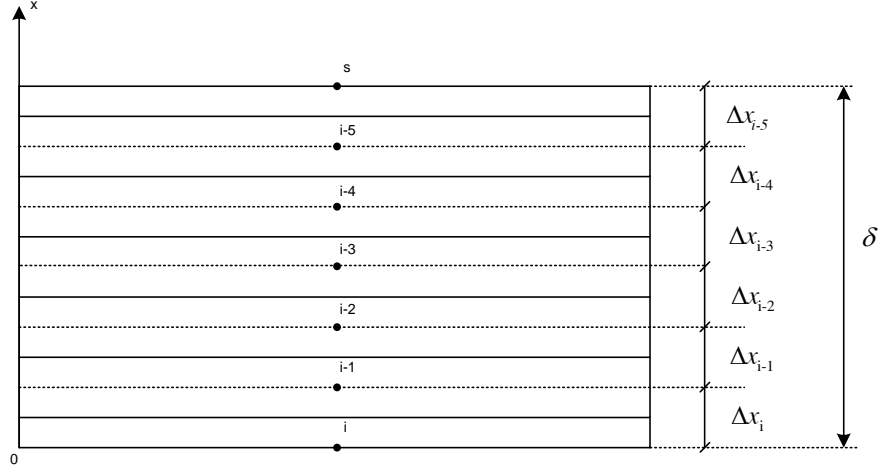 x
s
Δx_{i-5}
i-5
i-4
Δx_{i-4}
i-3
Δx_{i-3}
δ
i-2
Δx_{i-2}
i-1
Δx_{i-1}
i
Δx_i
0